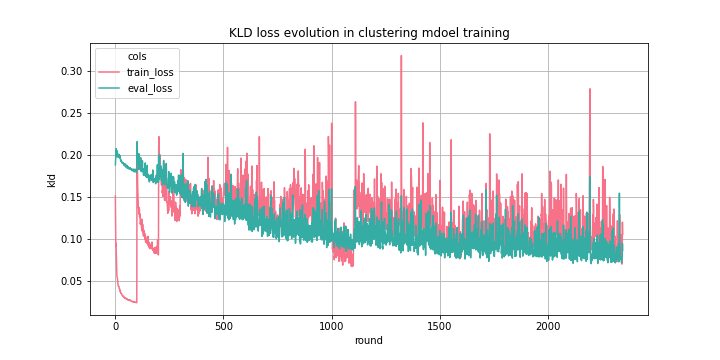 KLD loss evolution in clustering mdoel training
cols
train_loss
eval_loss
kld
0.30
0.25
0.20
0.15
0.10
0.05
0 500 1000 1500 2000
round